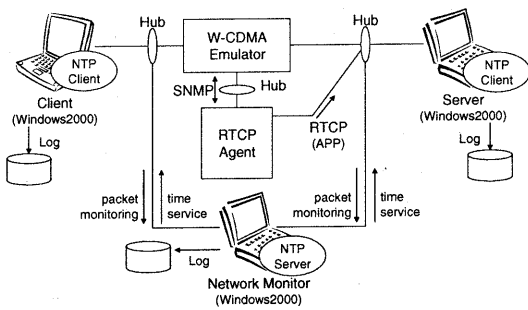 Hub
Hub
W-CDMA
Emulator
NTP
Client
NTP
Client
SNMP
Hub
Client
(Windows2000)
Server
(Windows2000)
RTCP
Agent
RTCP
(APP)
Log
Log
packet
monitoring
time
service
packet
monitoring
time
service
Log
NTP
Server
Network Monitor
(Windows2000)